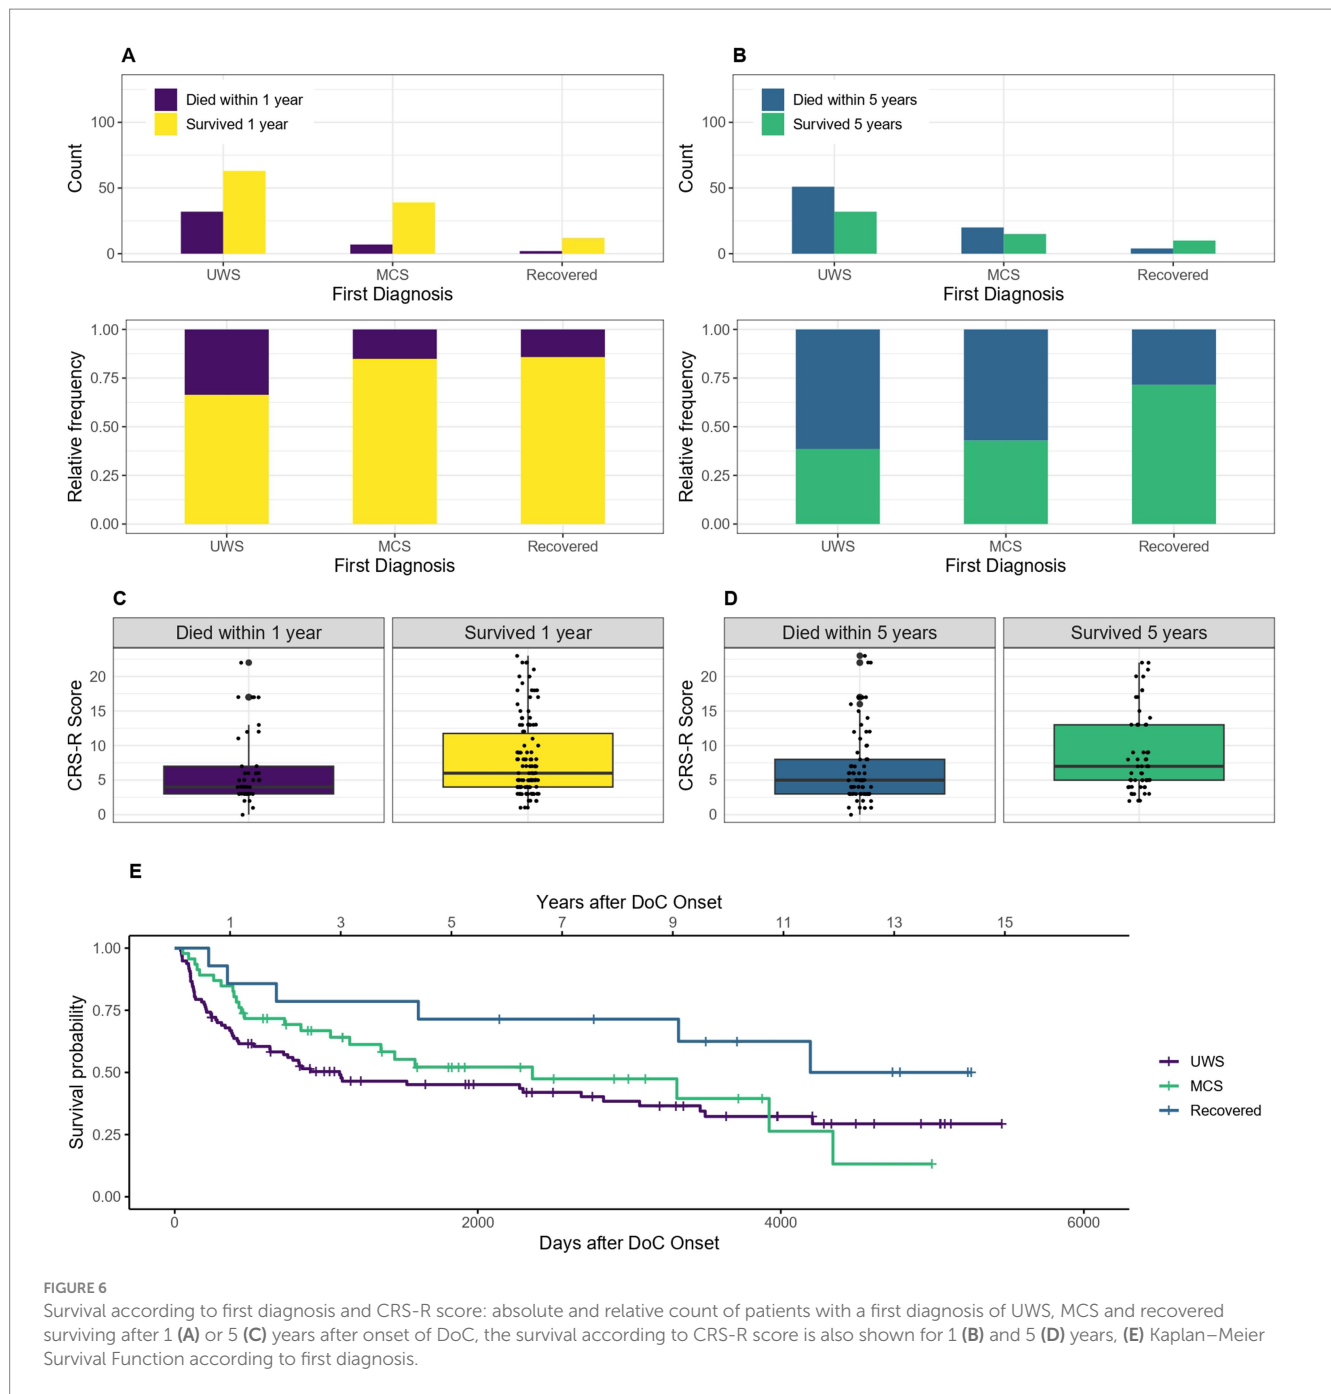 A
Died within 1 year
Survived 1 year
Count
100
50
0
UWS
MCS
Recovered
First Diagnosis
Relative frequency
1.00
0.75
0.50
0.25
0.00
UWS
MCS
Recovered
First Diagnosis
B
Died within 5 years
Survived 5 years
Count
100
50
0
UWS
MCS
Recovered
First Diagnosis
Relative frequency
1.00
0.75
0.50
0.25
0.00
UWS
MCS
Recovered
First Diagnosis
C
Died within 1 year
Survived 1 year
CRS-R Score
20
15
10
5
0
D
Died within 5 years
Survived 5 years
CRS-R Score
20
15
10
5
0
E
Years after DoC Onset
1 3 5 7 9 11 13 15
Survival probability
1.00
0.75
0.50
0.25
0.00
0 2000 4000 6000
Days after DoC Onset
UWS
MCS
Recovered
FIGURE 6
Survival according to first diagnosis and CRS-R score: absolute and relative count of patients with a first diagnosis of UWS, MCS and recovered
surviving after 1 (A) or 5 (C) years after onset of DoC, the survival according to CRS-R score is also shown for 1 (B) and 5 (D) years, (E) Kaplan–Meier
Survival Function according to first diagnosis.